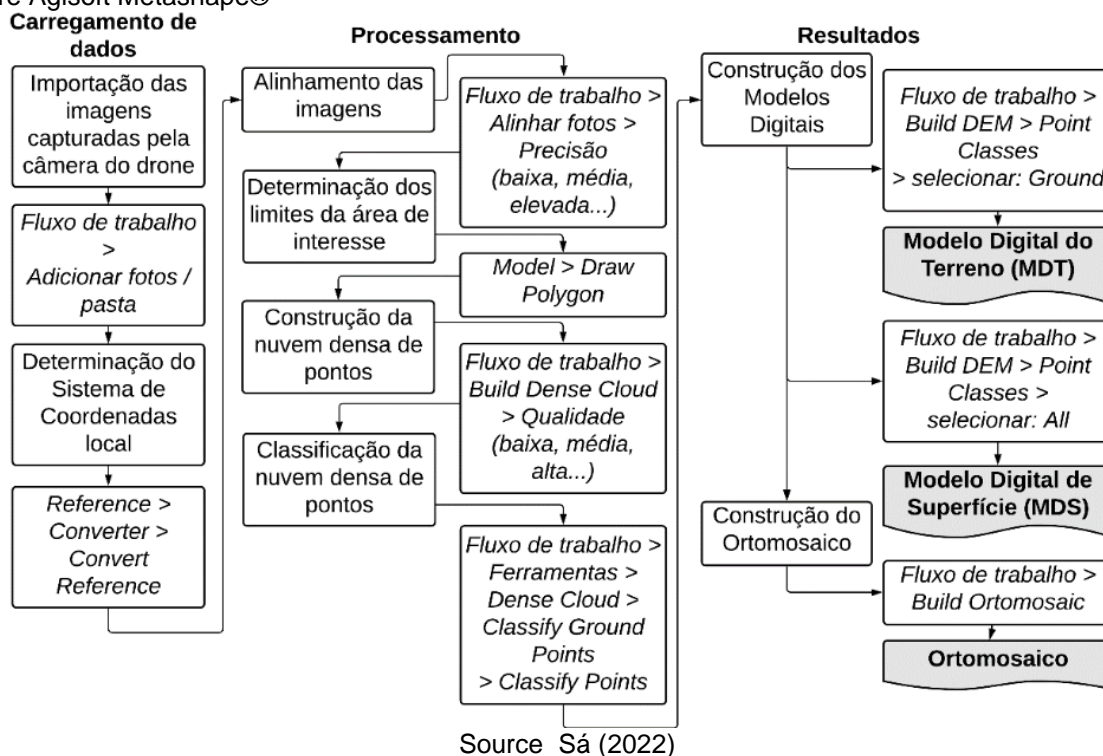 re Agisoft Metashape®
Carregamento de
dados
Importação das
imagens
capturadas pela
câmera do drone
Fluxo de trabalho
>
Adicionar fotos /
pasta
Determinação do
Sistema de
Coordenadas
local
Reference >
Converter >
Convert
Reference
Processamento
Alinhamento das
imagens
Fluxo de trabalho >
Alinhar fotos >
Precisão
(baixa, média,
elevada...)
Determinação dos
limites da área de
interesse
Model > Draw
Polygon
Construção da
nuvem densa de
pontos
Fluxo de trabalho >
Build Dense Cloud
> Qualidade
(baixa, média,
alta...)
Classificação da
nuvem densa de
pontos
Fluxo de trabalho >
Ferramentas >
Dense Cloud >
Classify Ground
Points
> Classify Points
Resultados
Construção dos
Modelos
Digitais
Fluxo de trabalho >
Build DEM > Point
Classes
> selecionar: Ground
Modelo Digital do
Terreno (MDT)
Fluxo de trabalho >
Build DEM > Point
Classes >
selecionar: All
Modelo Digital de
Superfície (MDS)
Construção do
Ortomosaico
Fluxo de trabalho >
Build Ortomosaic
Ortomosaico
Source Sá (2022)